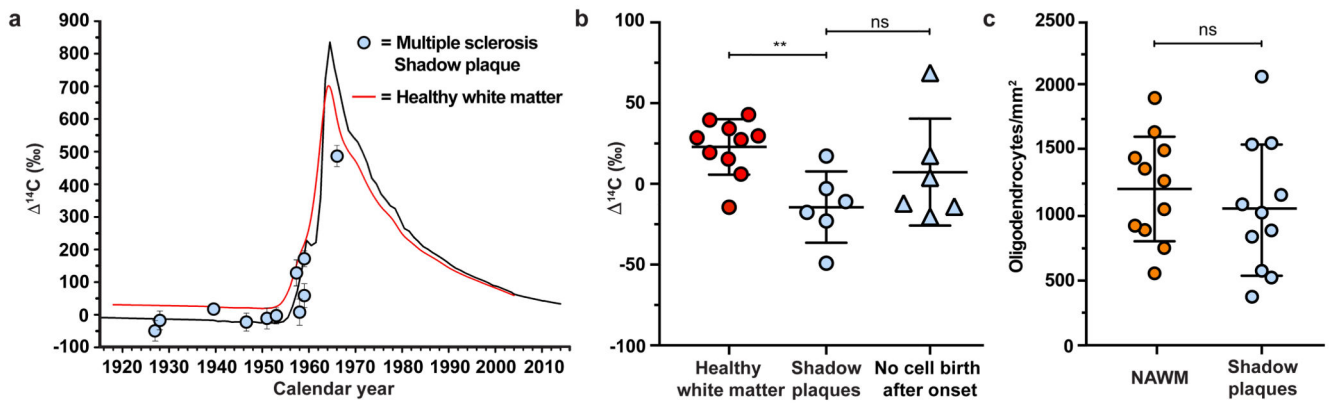 a
900
800
700
600
500
400
300
200
100
0
-100
Δ¹⁴C (‰)
= Multiple sclerosis
Shadow plaque
= Healthy white matter
1920 1930 1940 1950 1960 1970 1980 1990 2000 2010
Calendar year
b
100
50
0
-50
-100
Δ¹⁴C (‰)
**
ns
Healthy
white matter
Shadow
plaques
No cell birth
after onset
c
2500
2000
1500
1000
500
0
Oligodendrocytes/mm²
ns
NAWM
Shadow
plaques